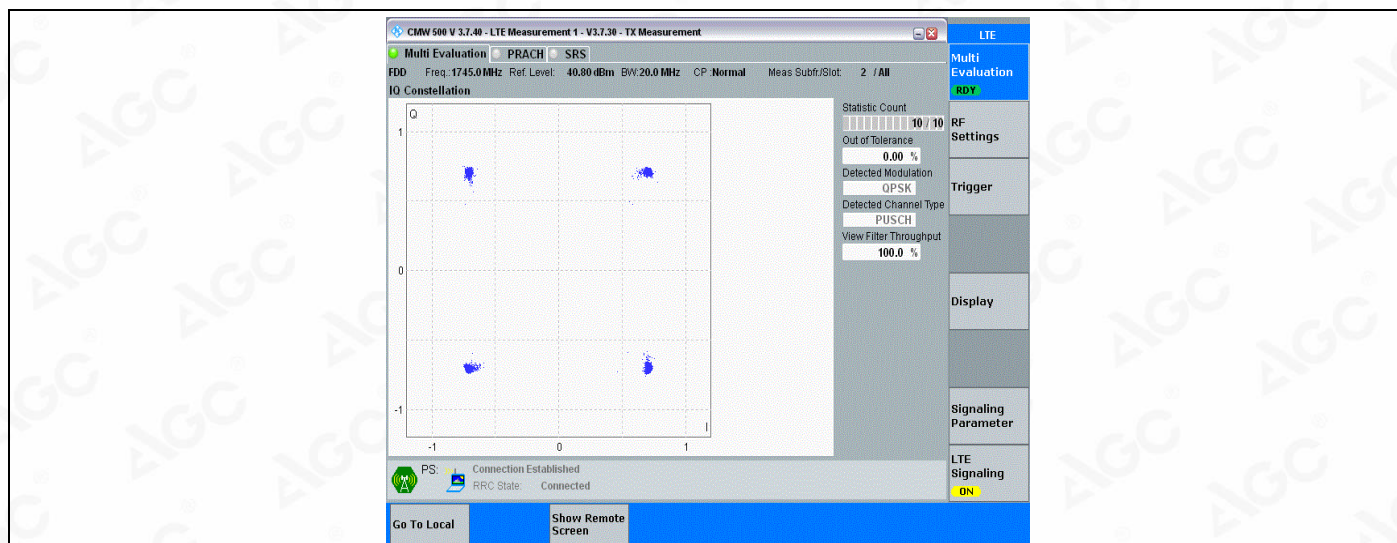 CMW 500 V 3.7.40 - LTE Measurement 1 - V3.7.30 - TX Measurement
LTE
Multi Evaluation PRACH SRS
FDD Freq.: 1745.0 MHz Ref. Level: 40.80 dBm BW: 20.0 MHz CP : Normal Meas Subfr./Slot: 2 / All
IQ Constellation
Q
1
0
-1
-1 0 1
I
Statistic Count
10 / 10
Out of Tolerance
0.00 %
Detected Modulation
QPSK
Detected Channel Type
PUSCH
View Filter Throughput
100.0 %
Multi
Evaluation
RDY
RF
Settings
Trigger
Display
Signaling
Parameter
LTE
Signaling
ON
PS: Connection Established
RRC State: Connected
Go To Local
Show Remote
Screen
AGC